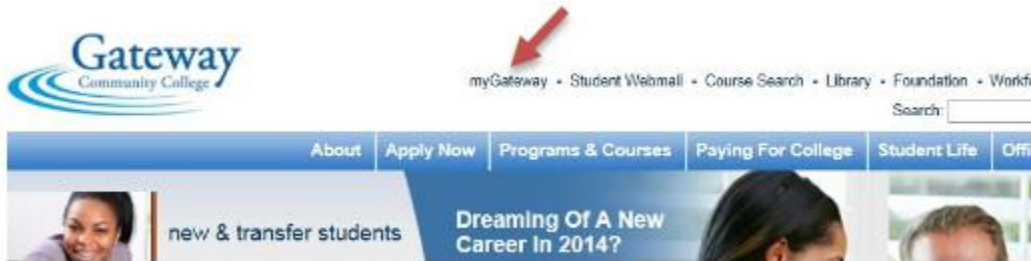 Gateway
Community College
myGateway • Student Webmail • Course Search • Library • Foundation •
Search:
About Apply Now Programs & Courses Paying For College Student Life
new & transfer students
Dreaming Of A New
Career In 2014?